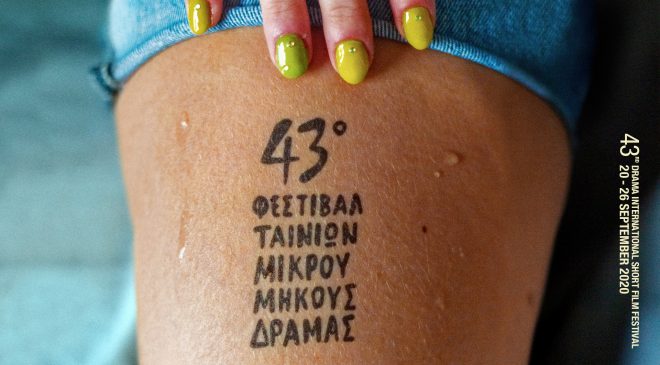 43°
ΦΕΣΤΙΒΑΛ
ΤΑΙΝΙΩΝ
ΜΙΚΡΟΥ
ΜΗΚΟΥΣ
ΔΡΑΜΑΣ
43RD DRAMA INTERNATIONAL SHORT FILM FESTIVAL
20 - 26 SEPTEMBER 2020